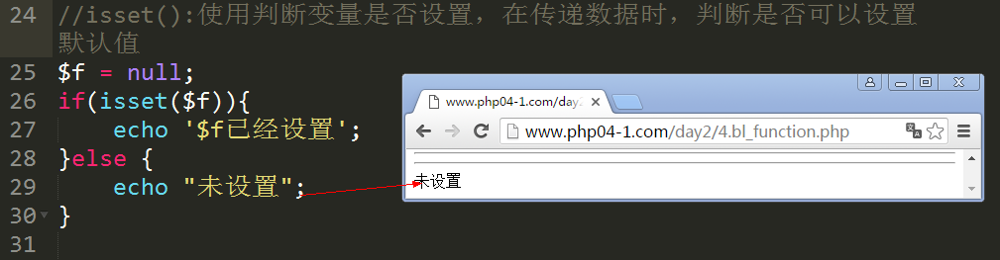 24 //isset():使用判断变量是否设置，在传递数据时，判断是否可以设置
默认值
25 $f = null;
26 if(isset($f)){
27 echo '$f已经设置';
28 }else {
29 echo "未设置";
30 }
31
www.php04-1.com/day2
www.php04-1.com/day2/4.bl_function.php
未设置